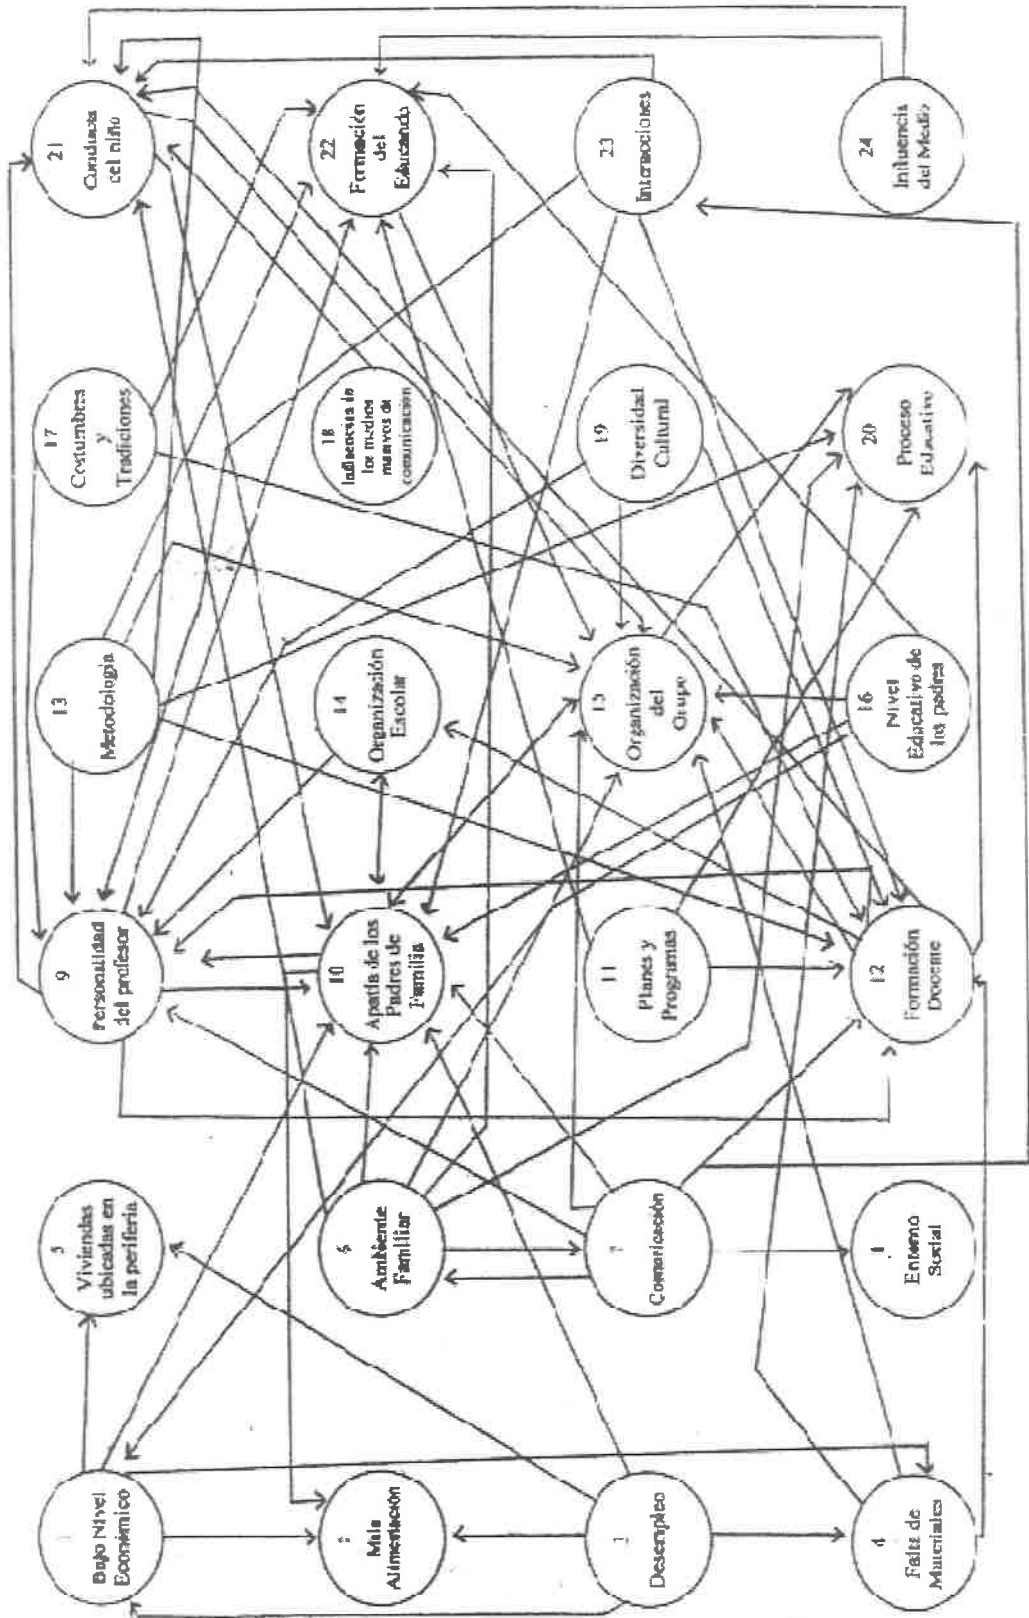 1
Bajo Nivel
Económico
2
Mala
Alimentación
3
Desempleo
4
Falta de
Materiales
5
Viviendas
ubicadas en
la periferia
6
Ambiente
Familiar
7
Comunicación
8
Entorno
Social
9
Personalidad
del profesor
10
Apatía de los
Padres de
Familia
11
Planes y
Programas
12
Formación
Docente
13
Metodología
14
Organización
Escolar
15
Organización
del
Grupo
16
Nivel
Educativo de
los padres
17
Costumbres
y
Tradiciones
18
Influencia de
los medios
masivos de
comunicación
19
Diversidad
Cultural
20
Proceso
Educativo
21
Conducta
del niño
22
Formación
del
Educando
23
Interacciones
24
Influencia
del Medio